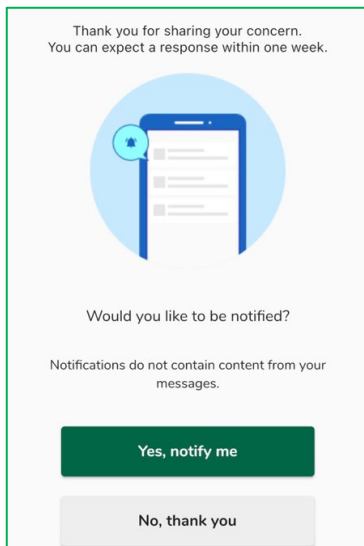 Thank you for sharing your concern.
You can expect a response within one week.
Would you like to be notified?
Notifications do not contain content from your
messages.
Yes, notify me
No, thank you